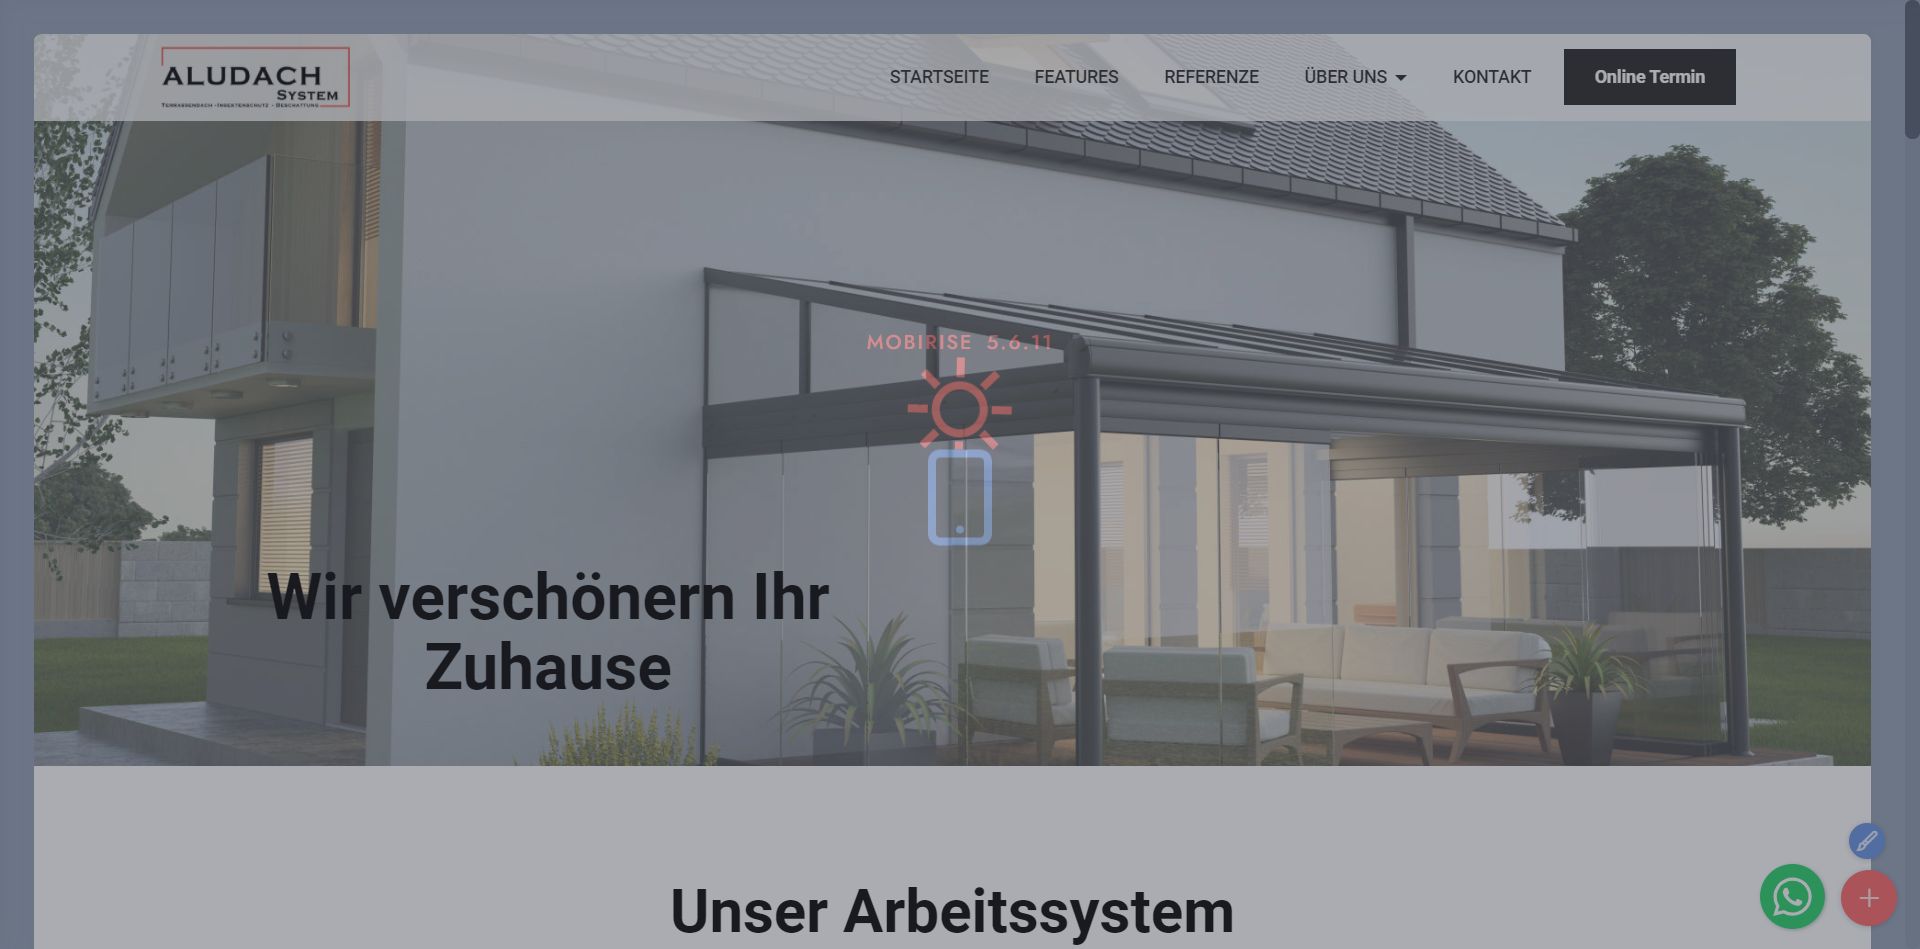 ALUDACH
SYSTEM
TERRASSENDACH - INSEKTENSCHUTZ - BESCHATTUNG
STARTSEITE
FEATURES
REFERENZE
ÜBER UNS
KONTAKT
Online Termin
MOBIRISE 5.6.11
Wir verschönern Ihr
Zuhause
Unser Arbeitssystem